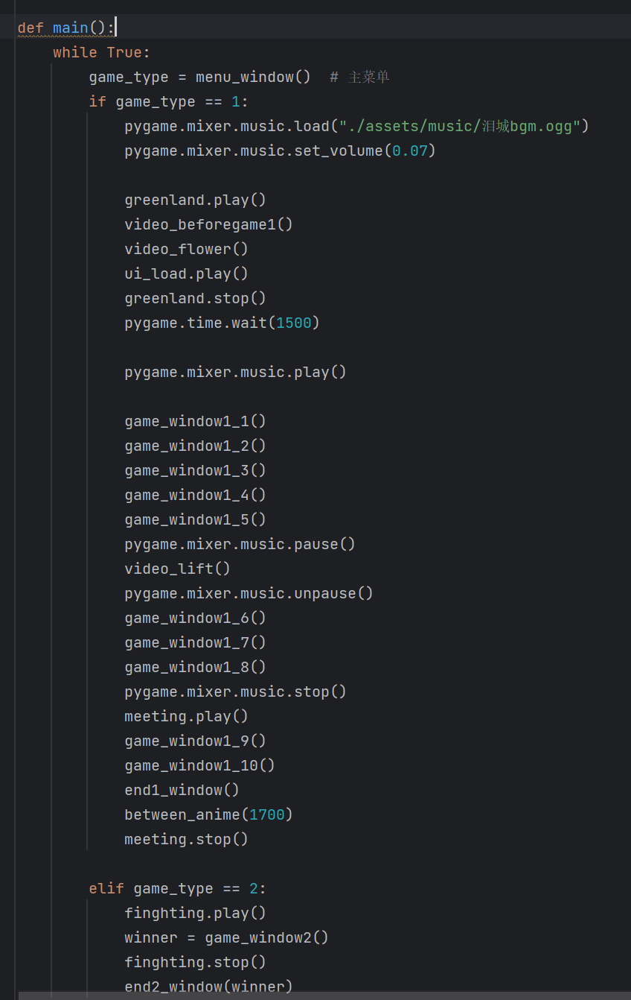 def main():
while True:
game_type = menu_window()  # 主菜单
if game_type == 1:
pygame.mixer.music.load("./assets/music/泪城bgm.ogg")
pygame.mixer.music.set_volume(0.07)
greenland.play()
video_beforegame1()
video_flower()
ui_load.play()
greenland.stop()
pygame.time.wait(1500)
pygame.mixer.music.play()
game_window1_1()
game_window1_2()
game_window1_3()
game_window1_4()
game_window1_5()
pygame.mixer.music.pause()
video_lift()
pygame.mixer.music.unpause()
game_window1_6()
game_window1_7()
game_window1_8()
pygame.mixer.music.stop()
meeting.play()
game_window1_9()
game_window1_10()
end1_window()
between_anime(1700)
meeting.stop()
elif game_type == 2:
finghting.play()
winner = game_window2()
finghting.stop()
end2_window(winner)